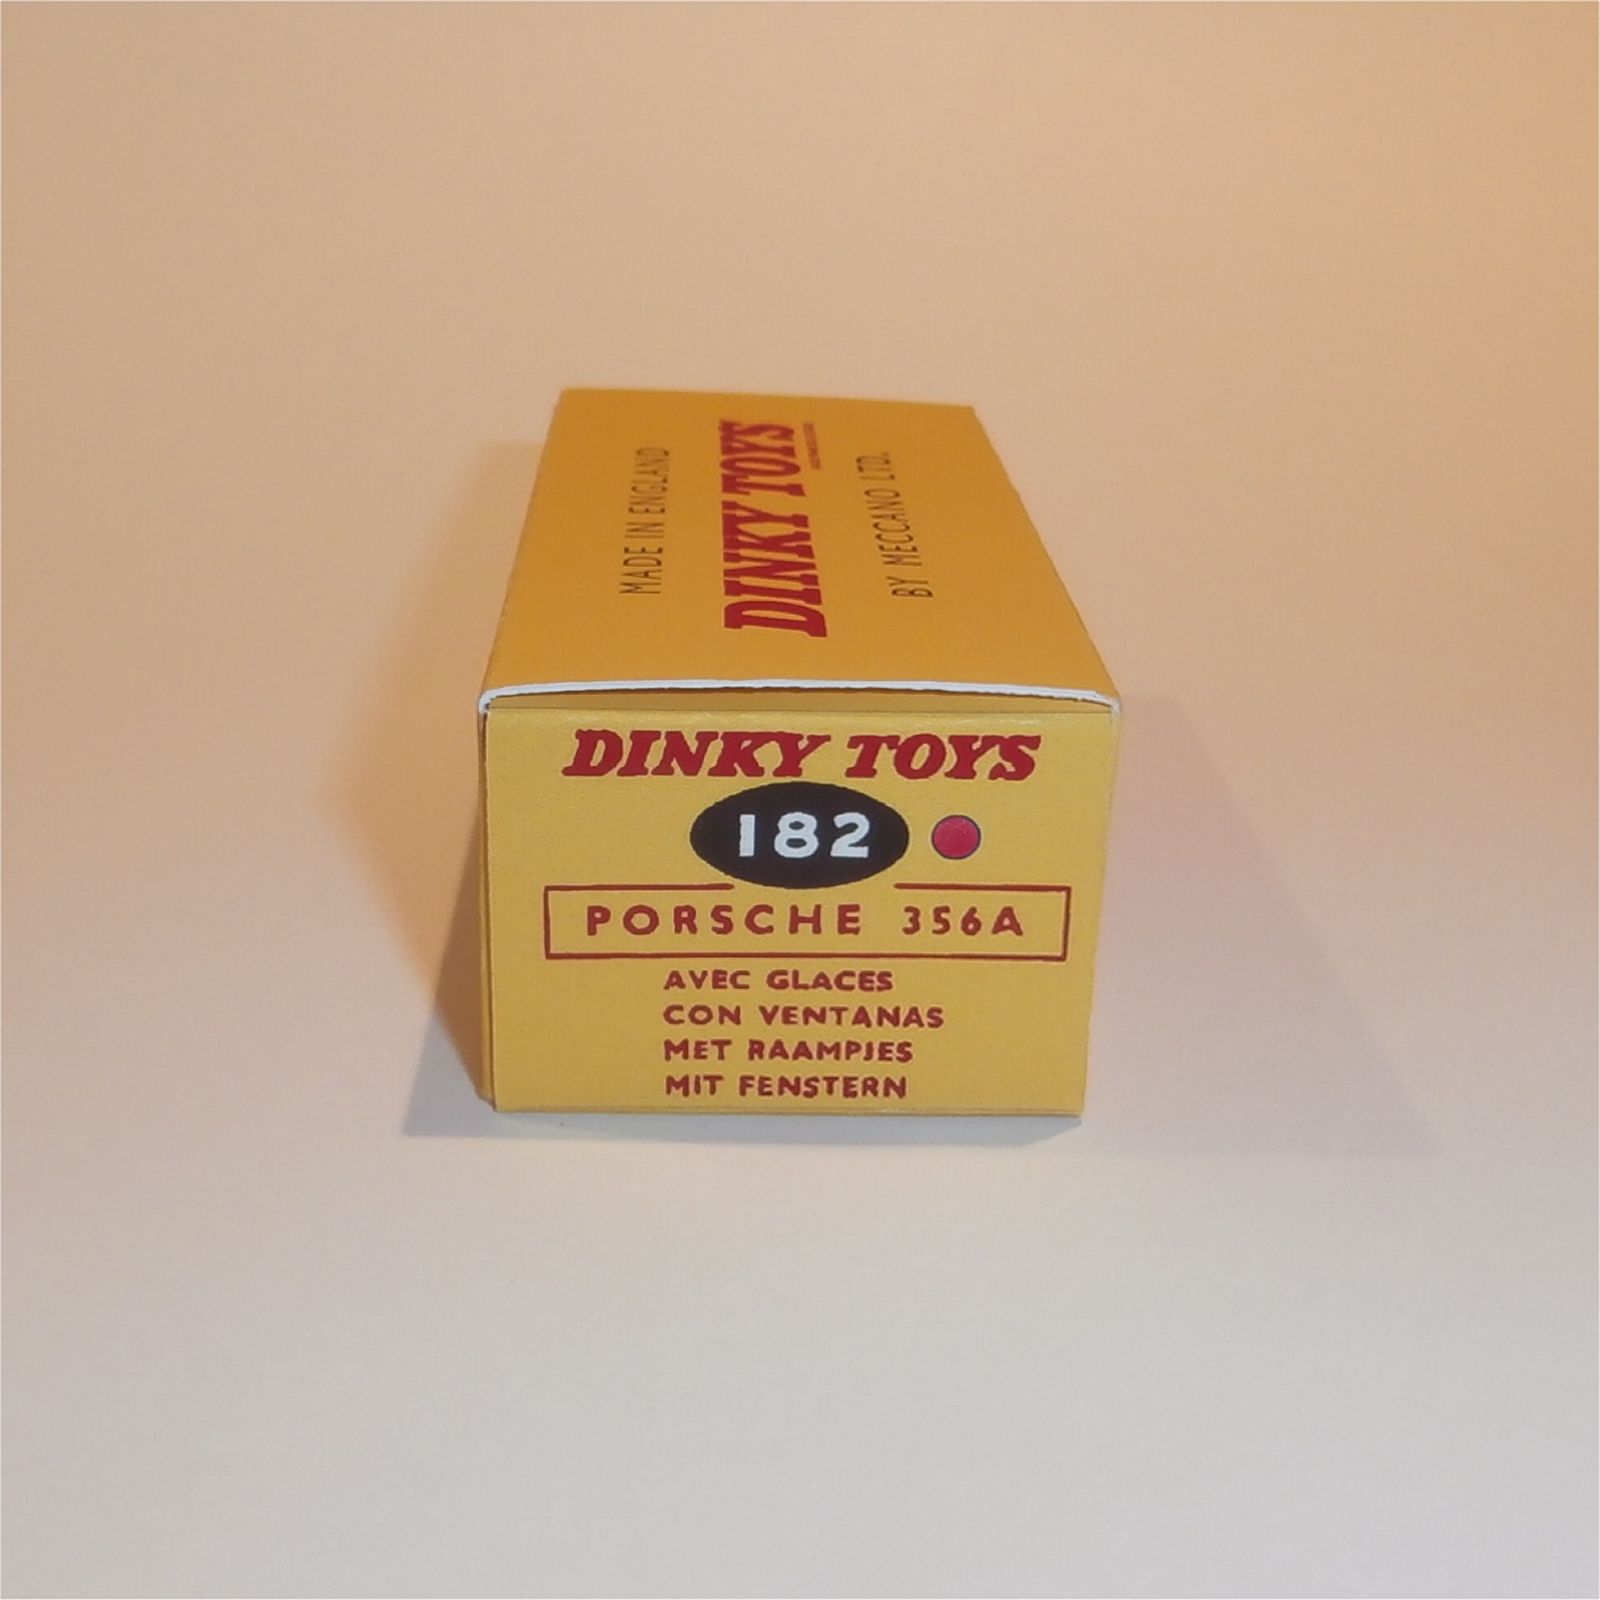 MADE IN ENGLAND
DINKY TOYS
BY MECCANO LTD.
DINKY TOYS
182
PORSCHE 356A
AVEC GLACES
CON VENTANAS
MET RAAMPJES
MIT FENSTERN